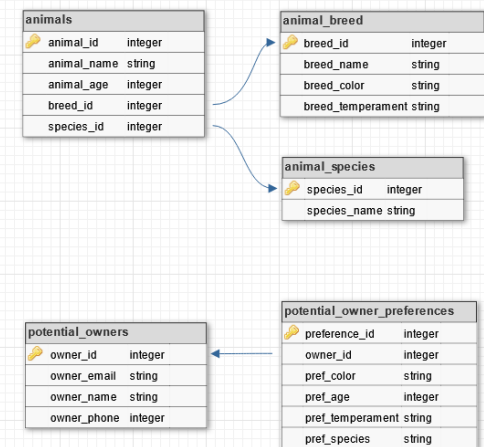 animals
animal_id integer
animal_name string
animal_age integer
breed_id integer
species_id integer
animal_breed
breed_id integer
breed_name string
breed_color string
breed_temperament string
animal_species
species_id integer
species_name string
potential_owners
owner_id integer
owner_email string
owner_name string
owner_phone integer
potential_owner_preferences
preference_id integer
owner_id integer
pref_color string
pref_age integer
pref_temperament string
pref_species string